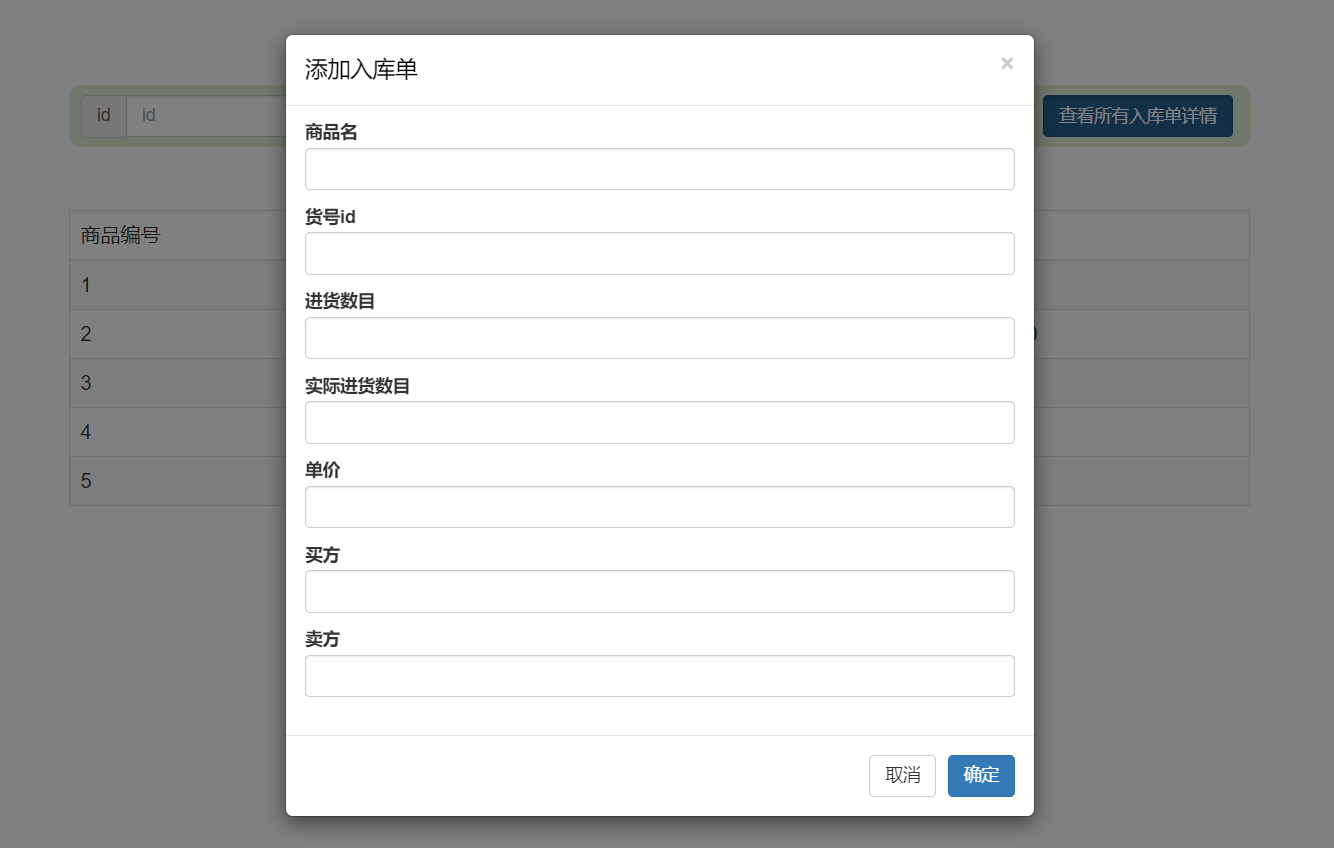 添加入库单
×
id
id
查看所有入库单详情
商品名
货号id
商品编号
1
进货数目
2
实际进货数目
3
4
单价
5
买方
卖方
取消
确定